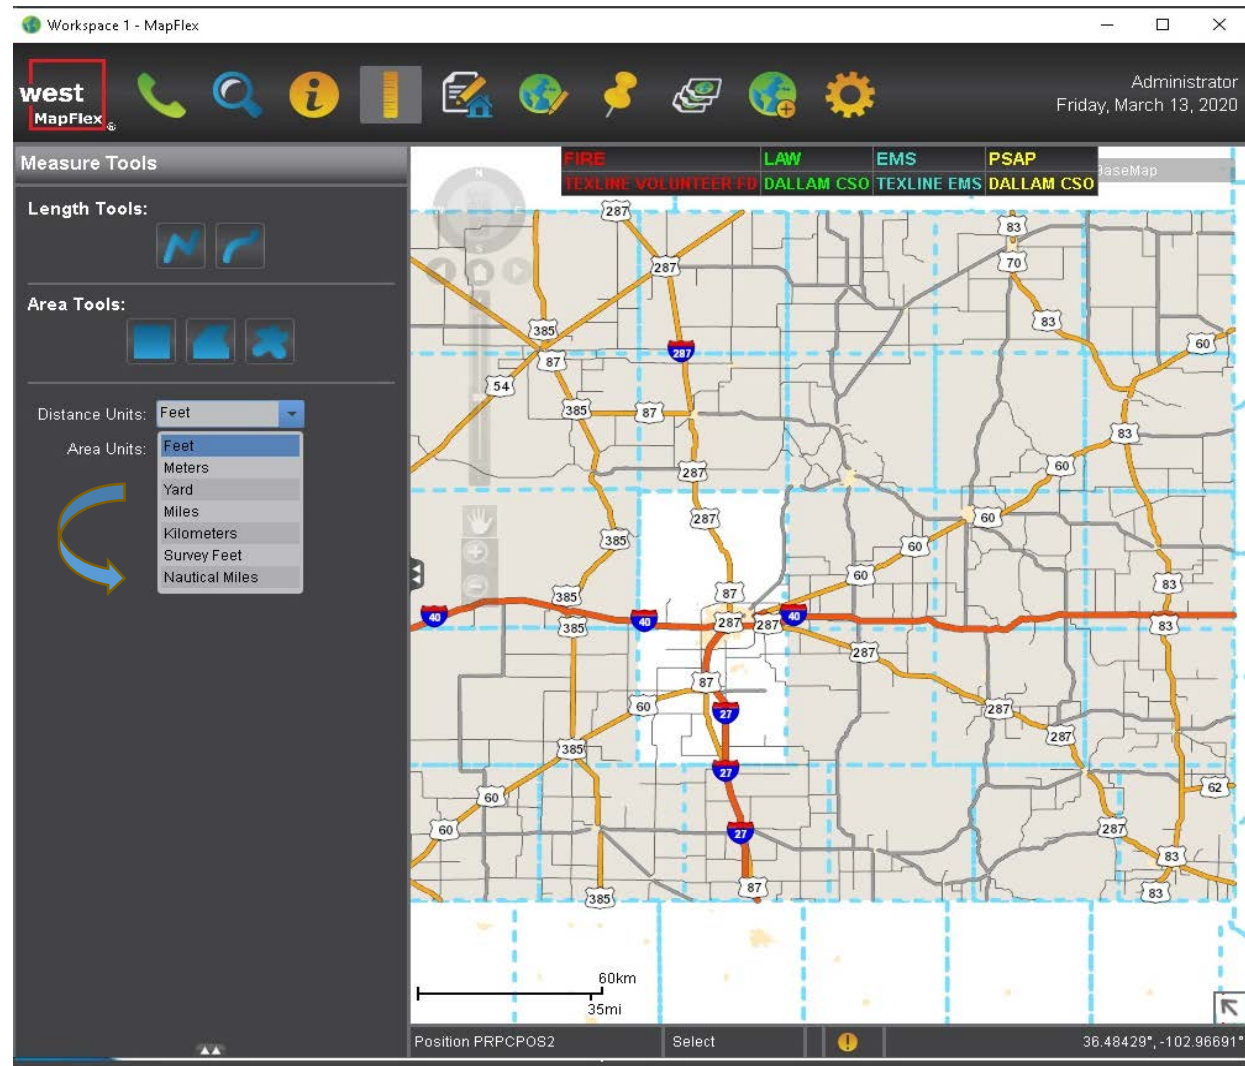 Workspace 1 - MapFlex
west
MapFlex ®
Administrator
Friday, March 13, 2020
Measure Tools
Length Tools:
Area Tools:
Distance Units: Feet
Area Units:
Feet
Meters
Yard
Miles
Kilometers
Survey Feet
Nautical Miles
FIRE LAW EMS PSAP
TEXLINE VOLUNTEER FD DALLAM CSO TEXLINE EMS DALLAM CSO
BaseMap
N
S
287
83
287
70
385
83
287
60
87
54
385
87
83
287
60
287
60
385
60
60
83
87
385
40
40
40
385
287
287
83
287
87
60
27
287
287
385
27
60
62
60
27
287
83
87
385
83
60km
35mi
Position PRPCPOS2
Select
36.48429°, -102.96691°